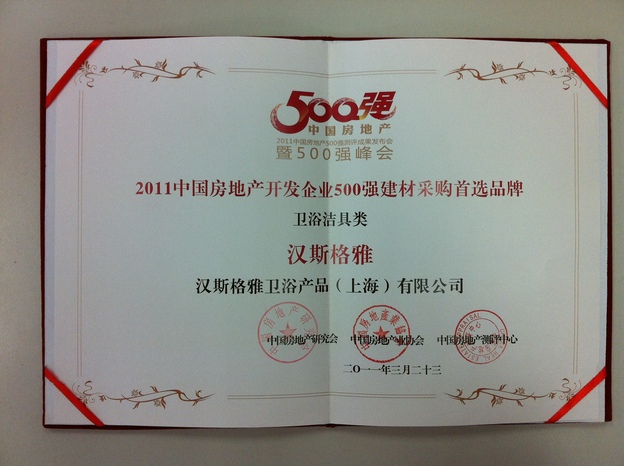 500强
中国房地产
2011中国房地产500强测评成果发布会
暨500强峰会
2011中国房地产开发企业500强建材采购首选品牌
卫浴洁具类
汉斯格雅
汉斯格雅卫浴产品（上海）有限公司
中国房地产研究会 中国房地产业协会 中国房地产测评中心
二〇一一年三月二十三